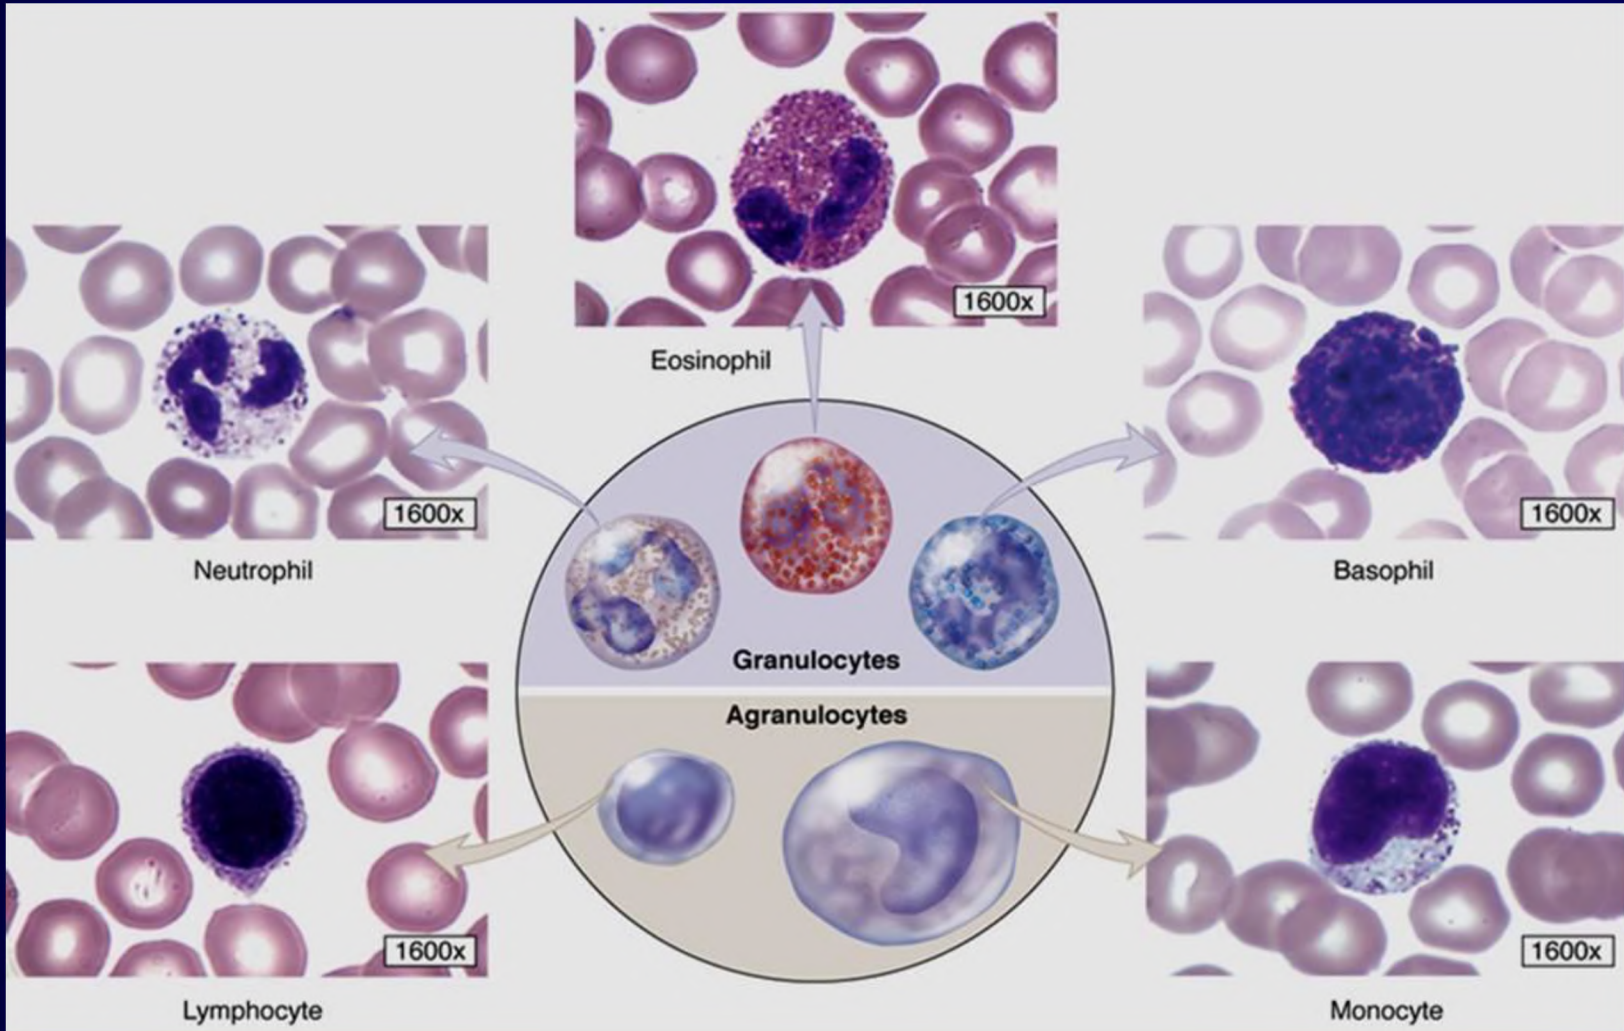 1600x
Eosinophil
1600x
Neutrophil
1600x
Basophil
Granulocytes
Agranulocytes
1600x
Lymphocyte
1600x
Monocyte